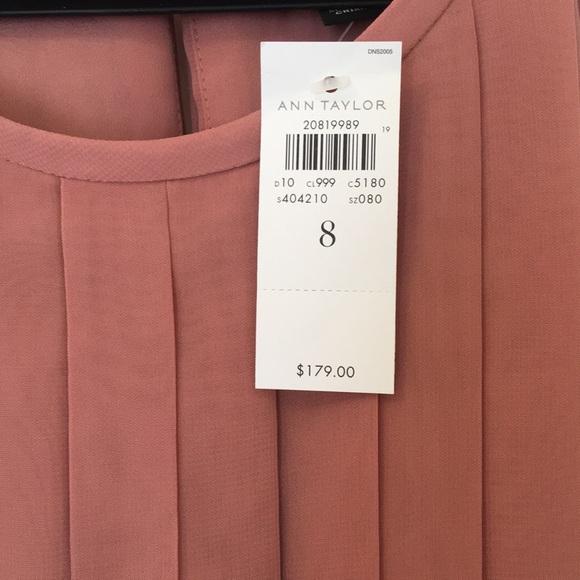 DNS2005
ANN TAYLOR
20819989
19
D10 CL999 C5180
S404210 SZ080
8
$179.00